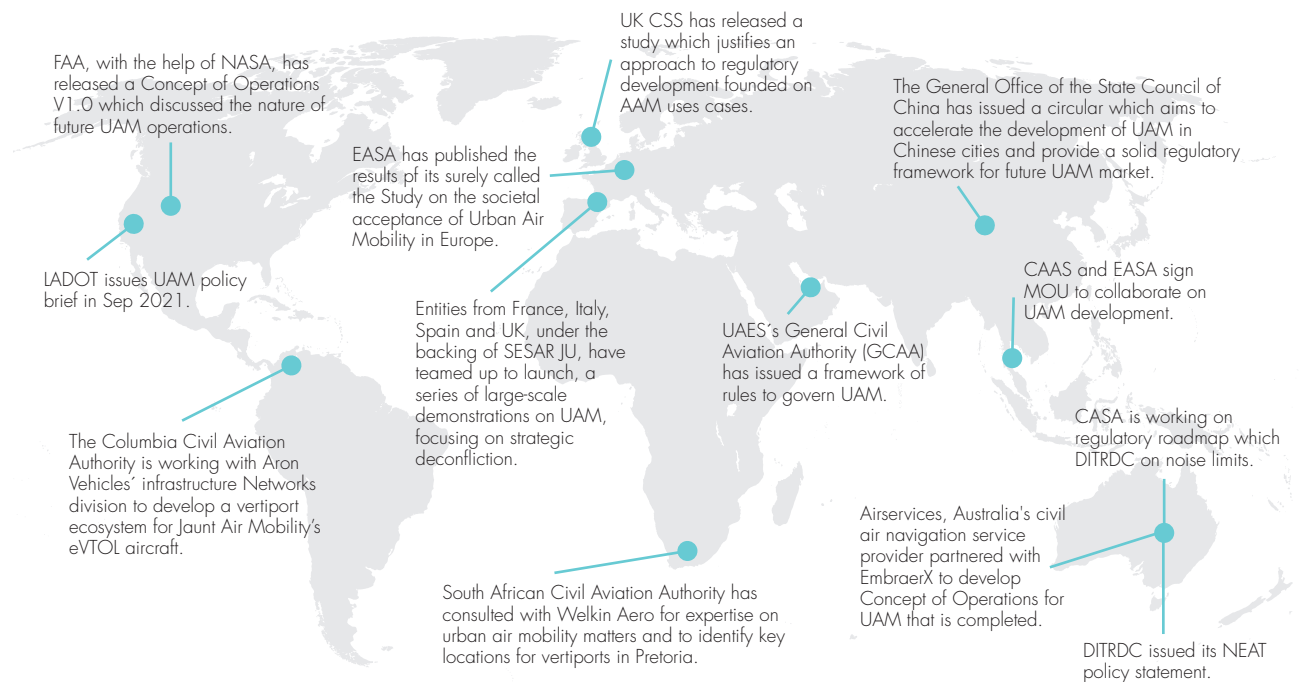 UK CSS has released a
study which justifies an
approach to regulatory
development founded on
AAM uses cases.
FAA, with the help of NASA, has
released a Concept of Operations
V1.0 which discussed the nature of
future UAM operations.
The General Office of the State Council of
China has issued a circular which aims to
accelerate the development of UAM in
Chinese cities and provide a solid regulatory
framework for future UAM market.
EASA has published the
results pf its surely called
the Study on the societal
acceptance of Urban Air
Mobility in Europe.
LADOT issues UAM policy
brief in Sep 2021.
CAAS and EASA sign
MOU to collaborate on
UAM development.
Entities from France, Italy,
Spain and UK, under the
backing of SESAR JU, have
teamed up to launch, a
series of large-scale
demonstrations on UAM,
focusing on strategic
deconfliction.
UAES´s General Civil
Aviation Authority (GCAA)
has issued a framework of
rules to govern UAM.
CASA is working on
regulatory roadmap which
DITRDC on noise limits.
The Columbia Civil Aviation
Authority is working with Aron
Vehicles´ infrastructure Networks
division to develop a vertiport
ecosystem for Jaunt Air Mobility’s
eVTOL aircraft.
Airservices, Australia's civil
air navigation service
provider partnered with
EmbraerX to develop
Concept of Operations for
UAM that is completed.
South African Civil Aviation Authority has
consulted with Welkin Aero for expertise on
urban air mobility matters and to identify key
locations for vertiports in Pretoria.
DITRDC issued its NEAT
policy statement.